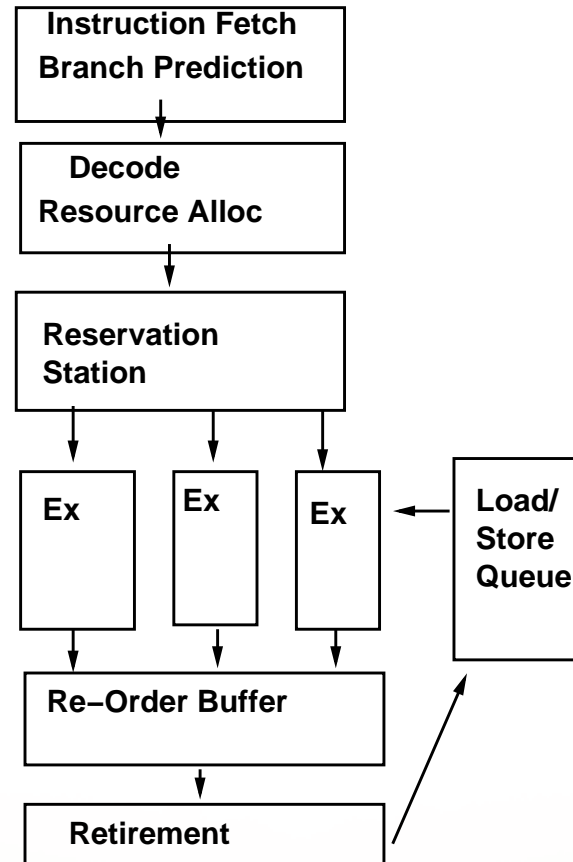 Instruction Fetch
Branch Prediction
Decode
Resource Alloc
Reservation
Station
Ex
Ex
Ex
Load/
Store
Queue
Re−Order Buffer
Retirement